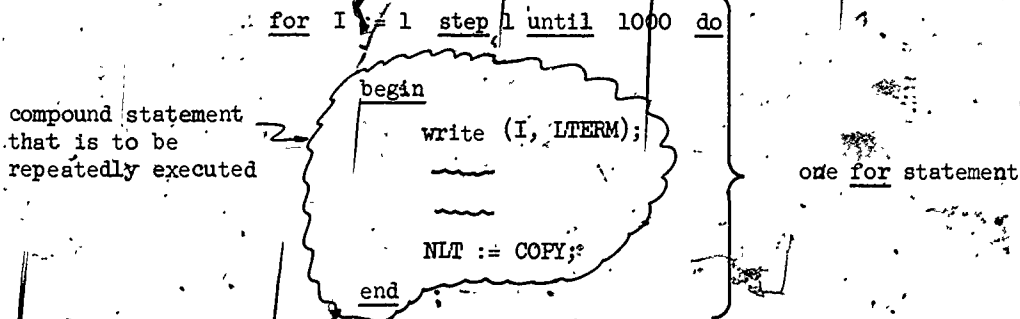 for I := 1 step 1 until 1000 do
begin
compound statement
that is to be
repeatedly executed
write (I, LTERM);
one for statement
NLT := COPY;
end